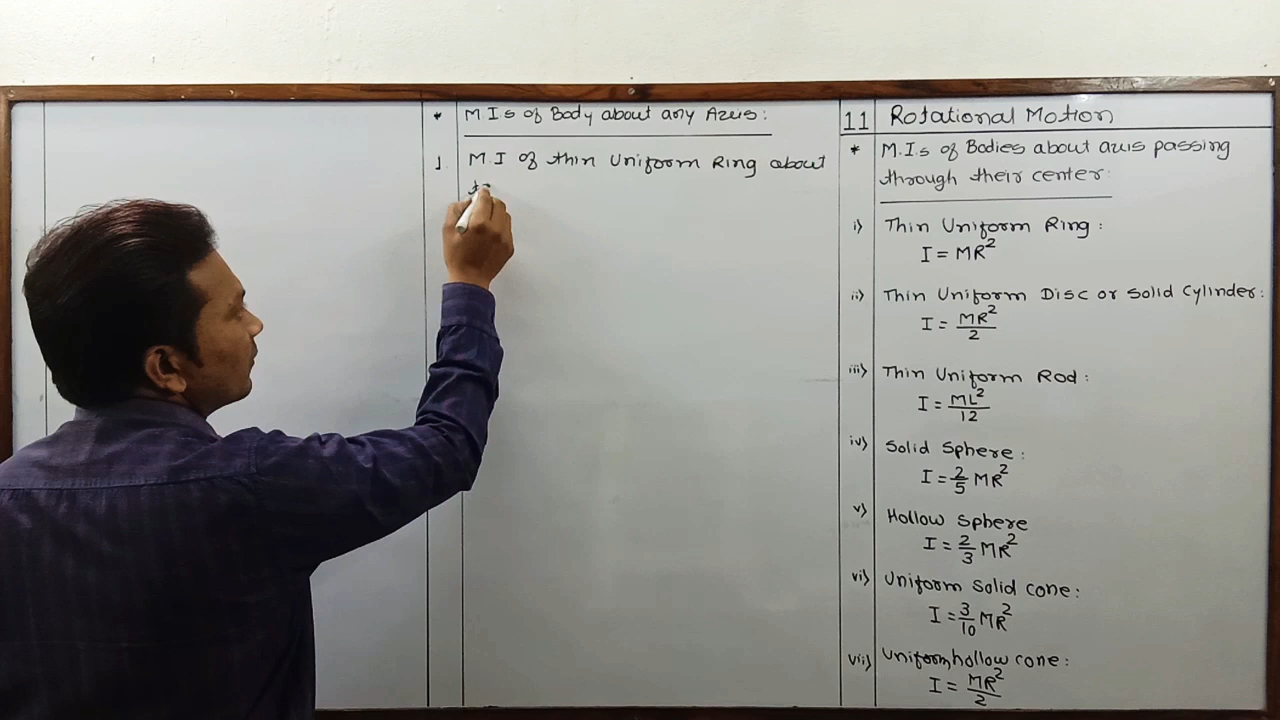 * M I s of Body about any Axis:
1. M.I of thin Uniform Ring about
11 Rotational Motion
* M.I.s of Bodies about axis passing
through their center:
i) Thin Uniform Ring:
I = MR²
ii) Thin Uniform Disc or Solid Cylinder:
I = MR²/2
iii) Thin Uniform Rod:
I = ML²/12
iv) Solid Sphere:
I = 2/5 MR²
v) Hollow Sphere
I = 2/3 MR²
vi) Uniform Solid cone:
I = 3/10 MR²
vii) Uniform hollow cone:
I = MR²/2